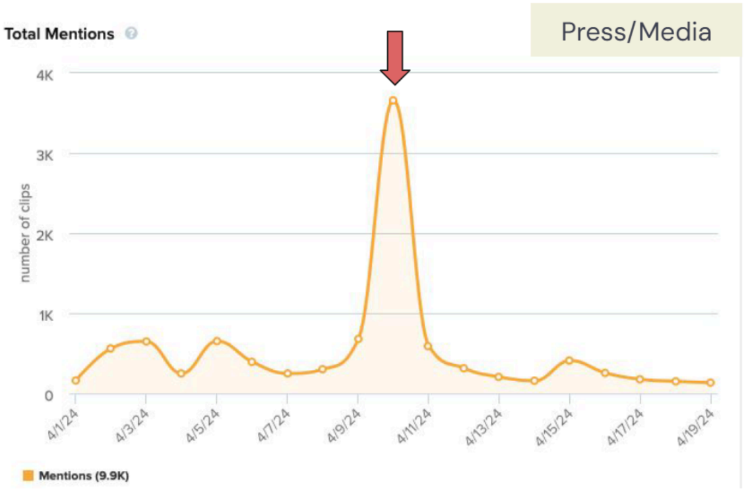 Press/Media
Total Mentions ?
4K
3K
2K
1K
0
number of clips
4/1/24
4/3/24
4/5/24
4/7/24
4/9/24
4/11/24
4/13/24
4/15/24
4/17/24
4/19/24
Mentions (9.9K)